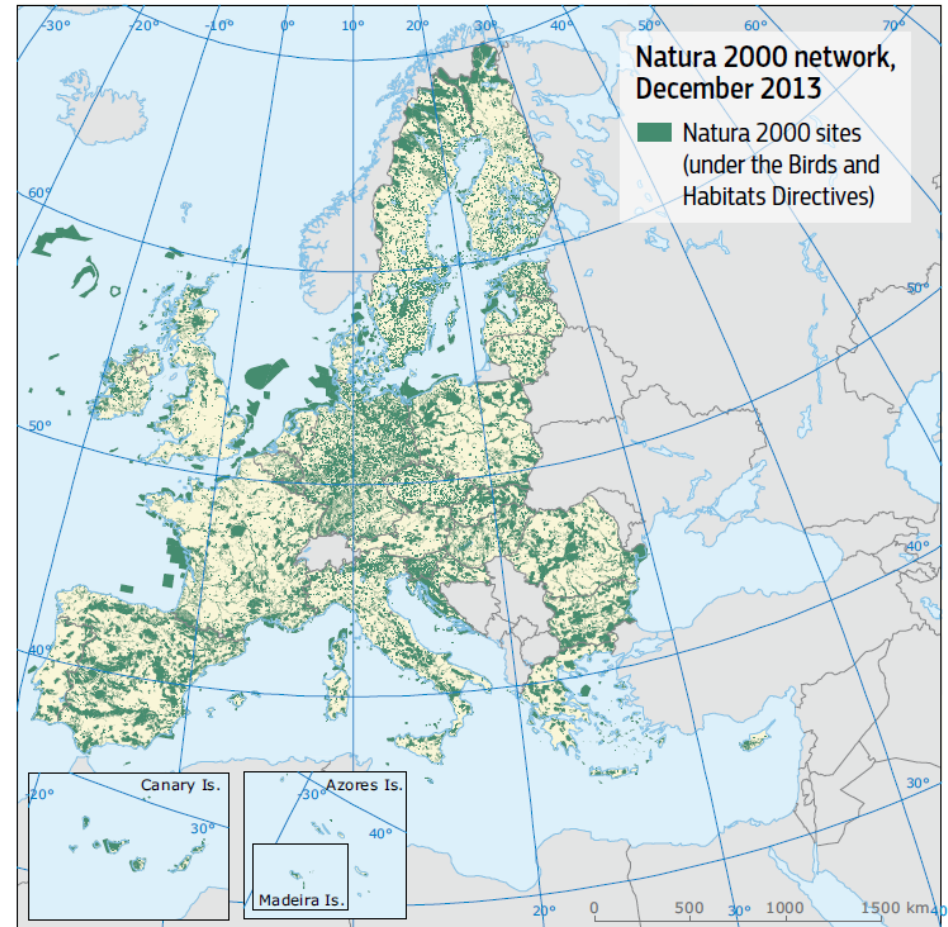 -30°
-20°
-10°
0°
10°
20°
30°
40°
50°
60°
70°
Natura 2000 network,
December 2013
Natura 2000 sites
(under the Birds and
Habitats Directives)
60°
50°
50°
40°
40°
30°
Canary Is.
-20°
30°
Azores Is.
-30°
40°
Madeira Is.
20°
30°
40
0 500 1000 1500 km